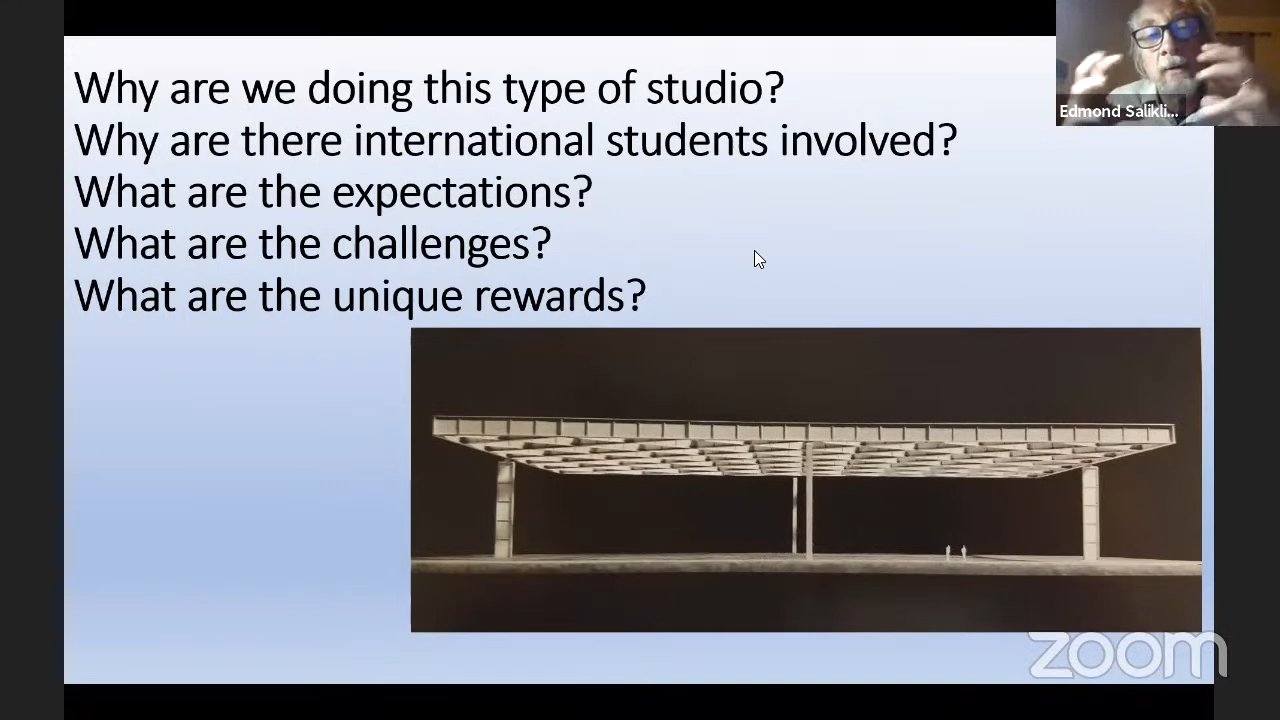 Why are we doing this type of studio?
Why are there international students involved?
What are the expectations?
What are the challenges?
What are the unique rewards?
Edmond Salikli...
zoom